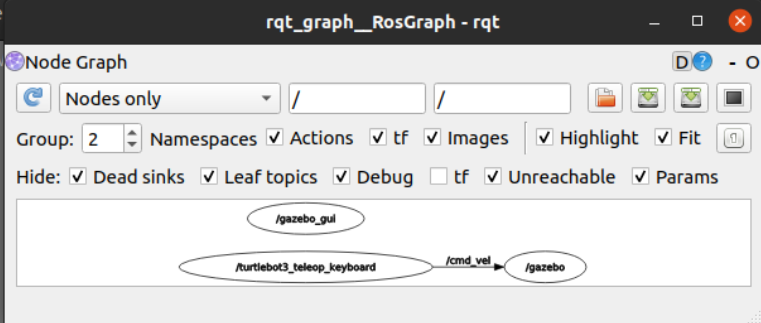 rqt_graph__RosGraph - rqt
Node Graph D ? - O
Nodes only / /
Group: 2 Namespaces Actions tf Images Highlight Fit
Hide: Dead sinks Leaf topics Debug tf Unreachable Params
/gazebo_gui
/turtlebot3_teleop_keyboard /cmd_vel /gazebo